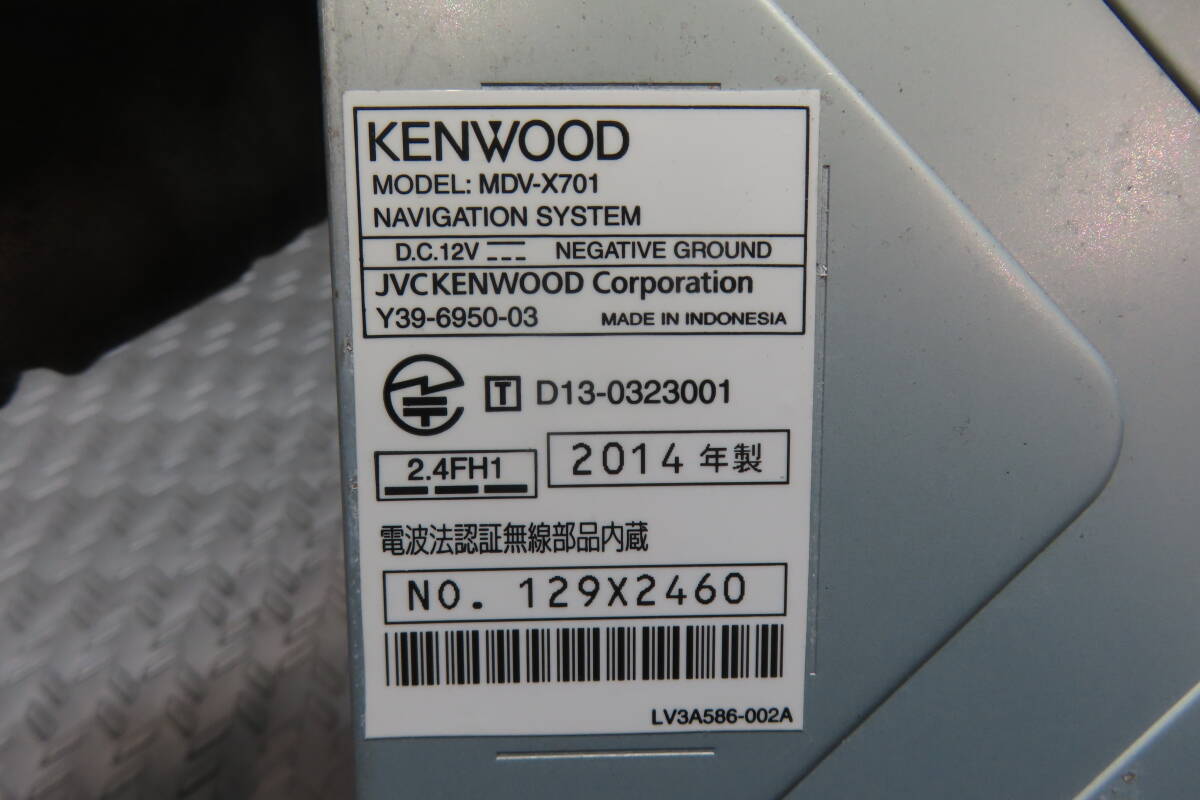 KENWOOD
MODEL: MDV-X701
NAVIGATION SYSTEM
D.C.12V NEGATIVE GROUND
JVCKENWOOD Corporation
Y39-6950-03 MADE IN INDONESIA
T D13-0323001
2.4FH1 2014 年製
電波法認証無線部品内蔵
NO. 129X2460
LV3A586-002A